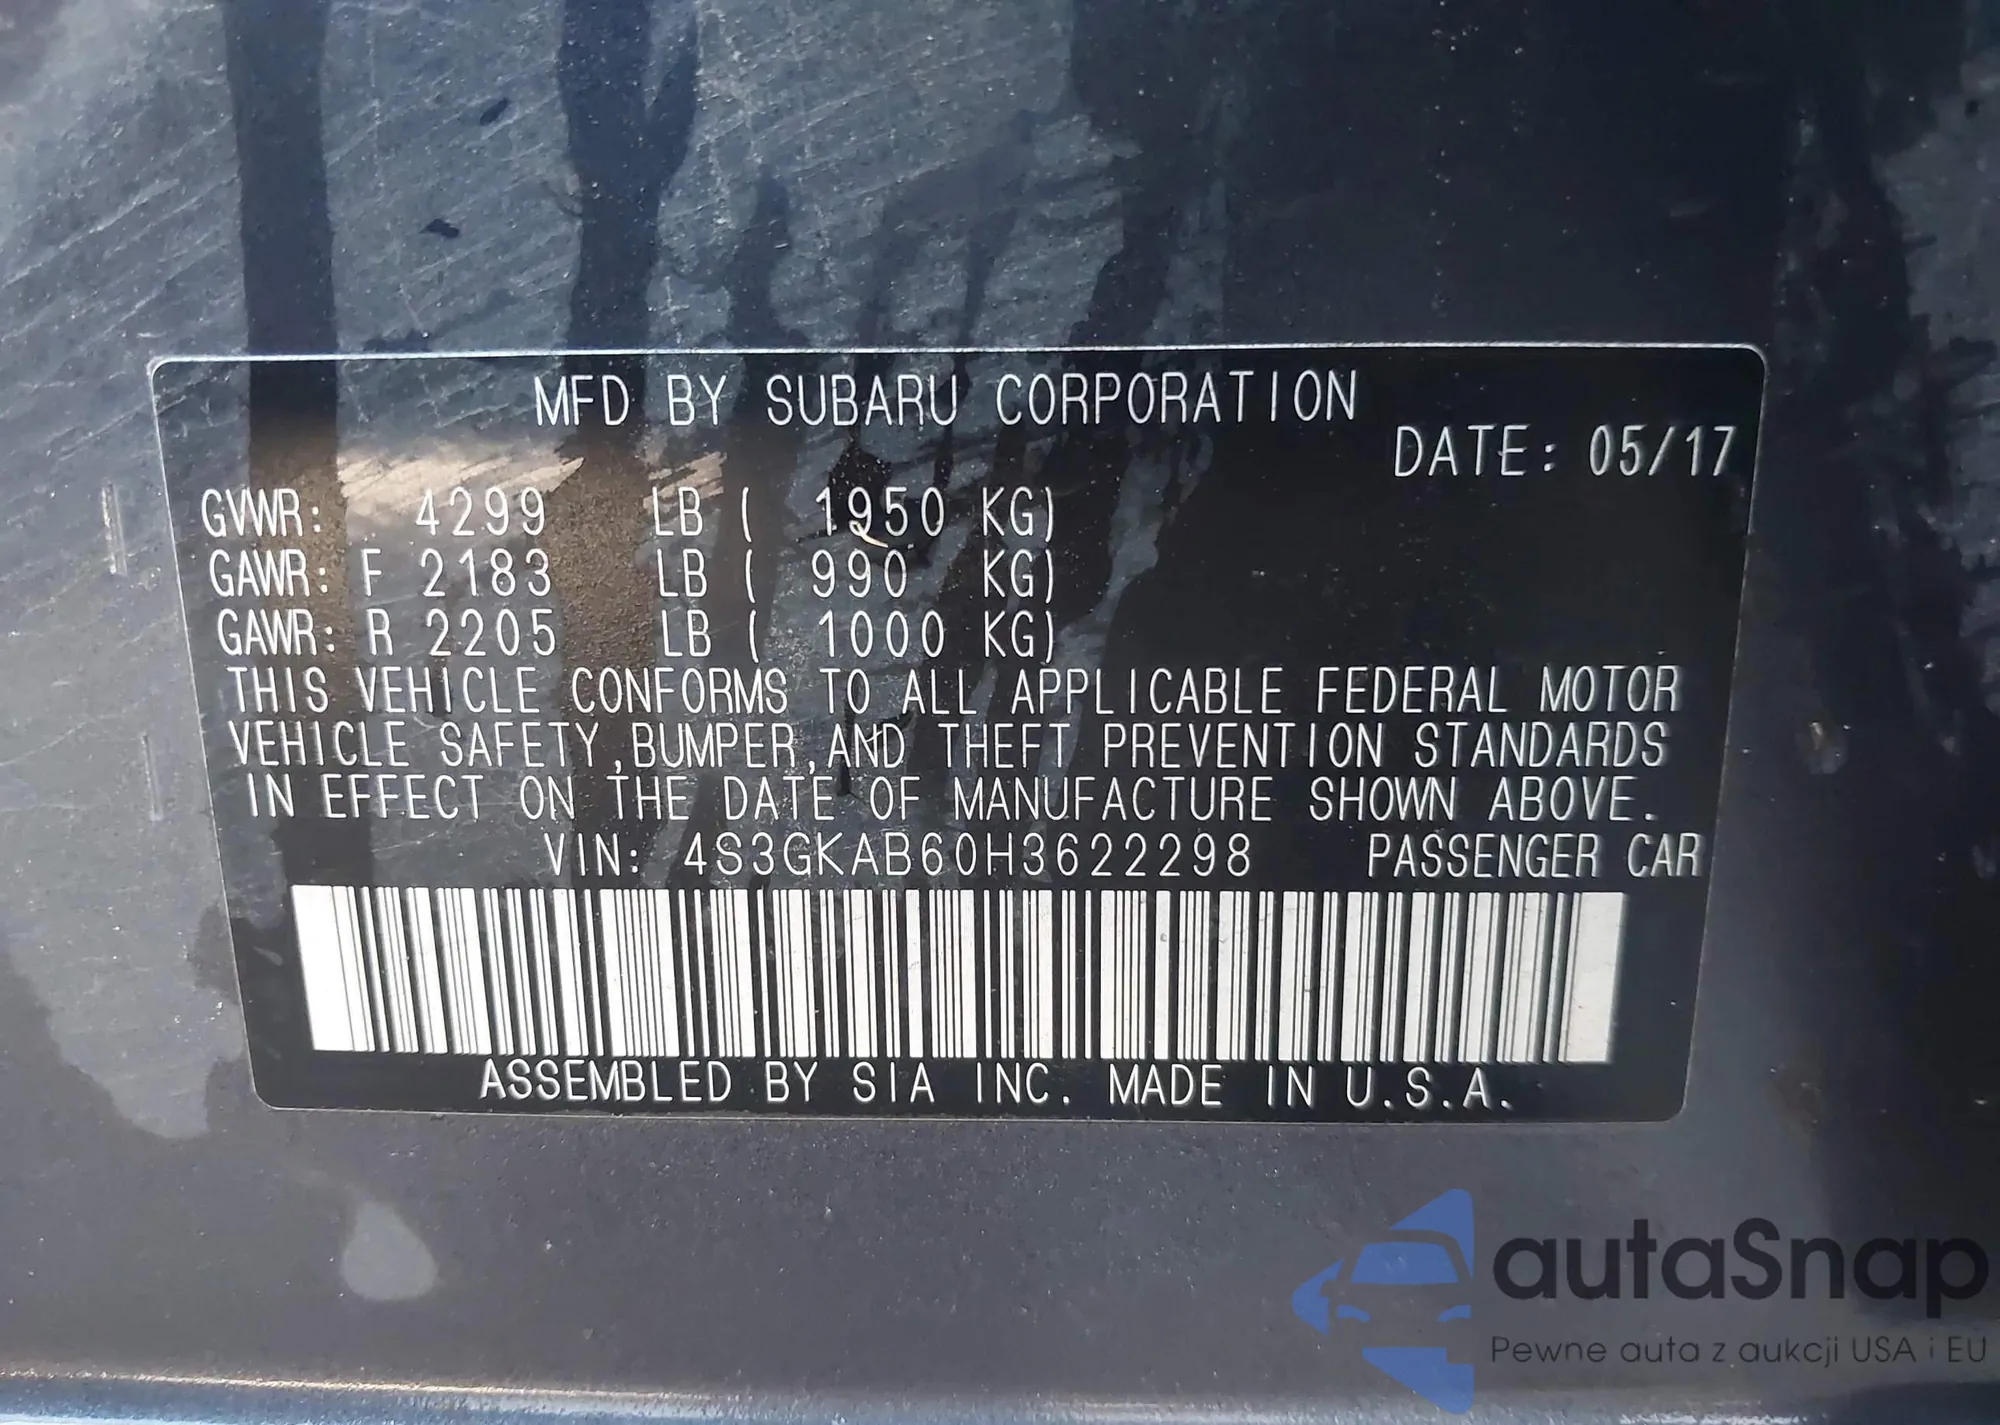 MFD BY SUBARU CORPORATION
DATE: 05/17
GVWR: 4299 LB ( 1950 KG)
GAWR: F 2183 LB ( 990 KG)
GAWR: R 2205 LB ( 1000 KG)
THIS VEHICLE CONFORMS TO ALL APPLICABLE FEDERAL MOTOR
VEHICLE SAFETY,BUMPER,AND THEFT PREVENTION STANDARDS
IN EFFECT ON THE DATE OF MANUFACTURE SHOWN ABOVE.
VIN: 4S3GKAB60H3622298 PASSENGER CAR
ASSEMBLED BY SIA INC. MADE IN U.S.A.
autaSnap
Pewne auta z aukcji USA i EU